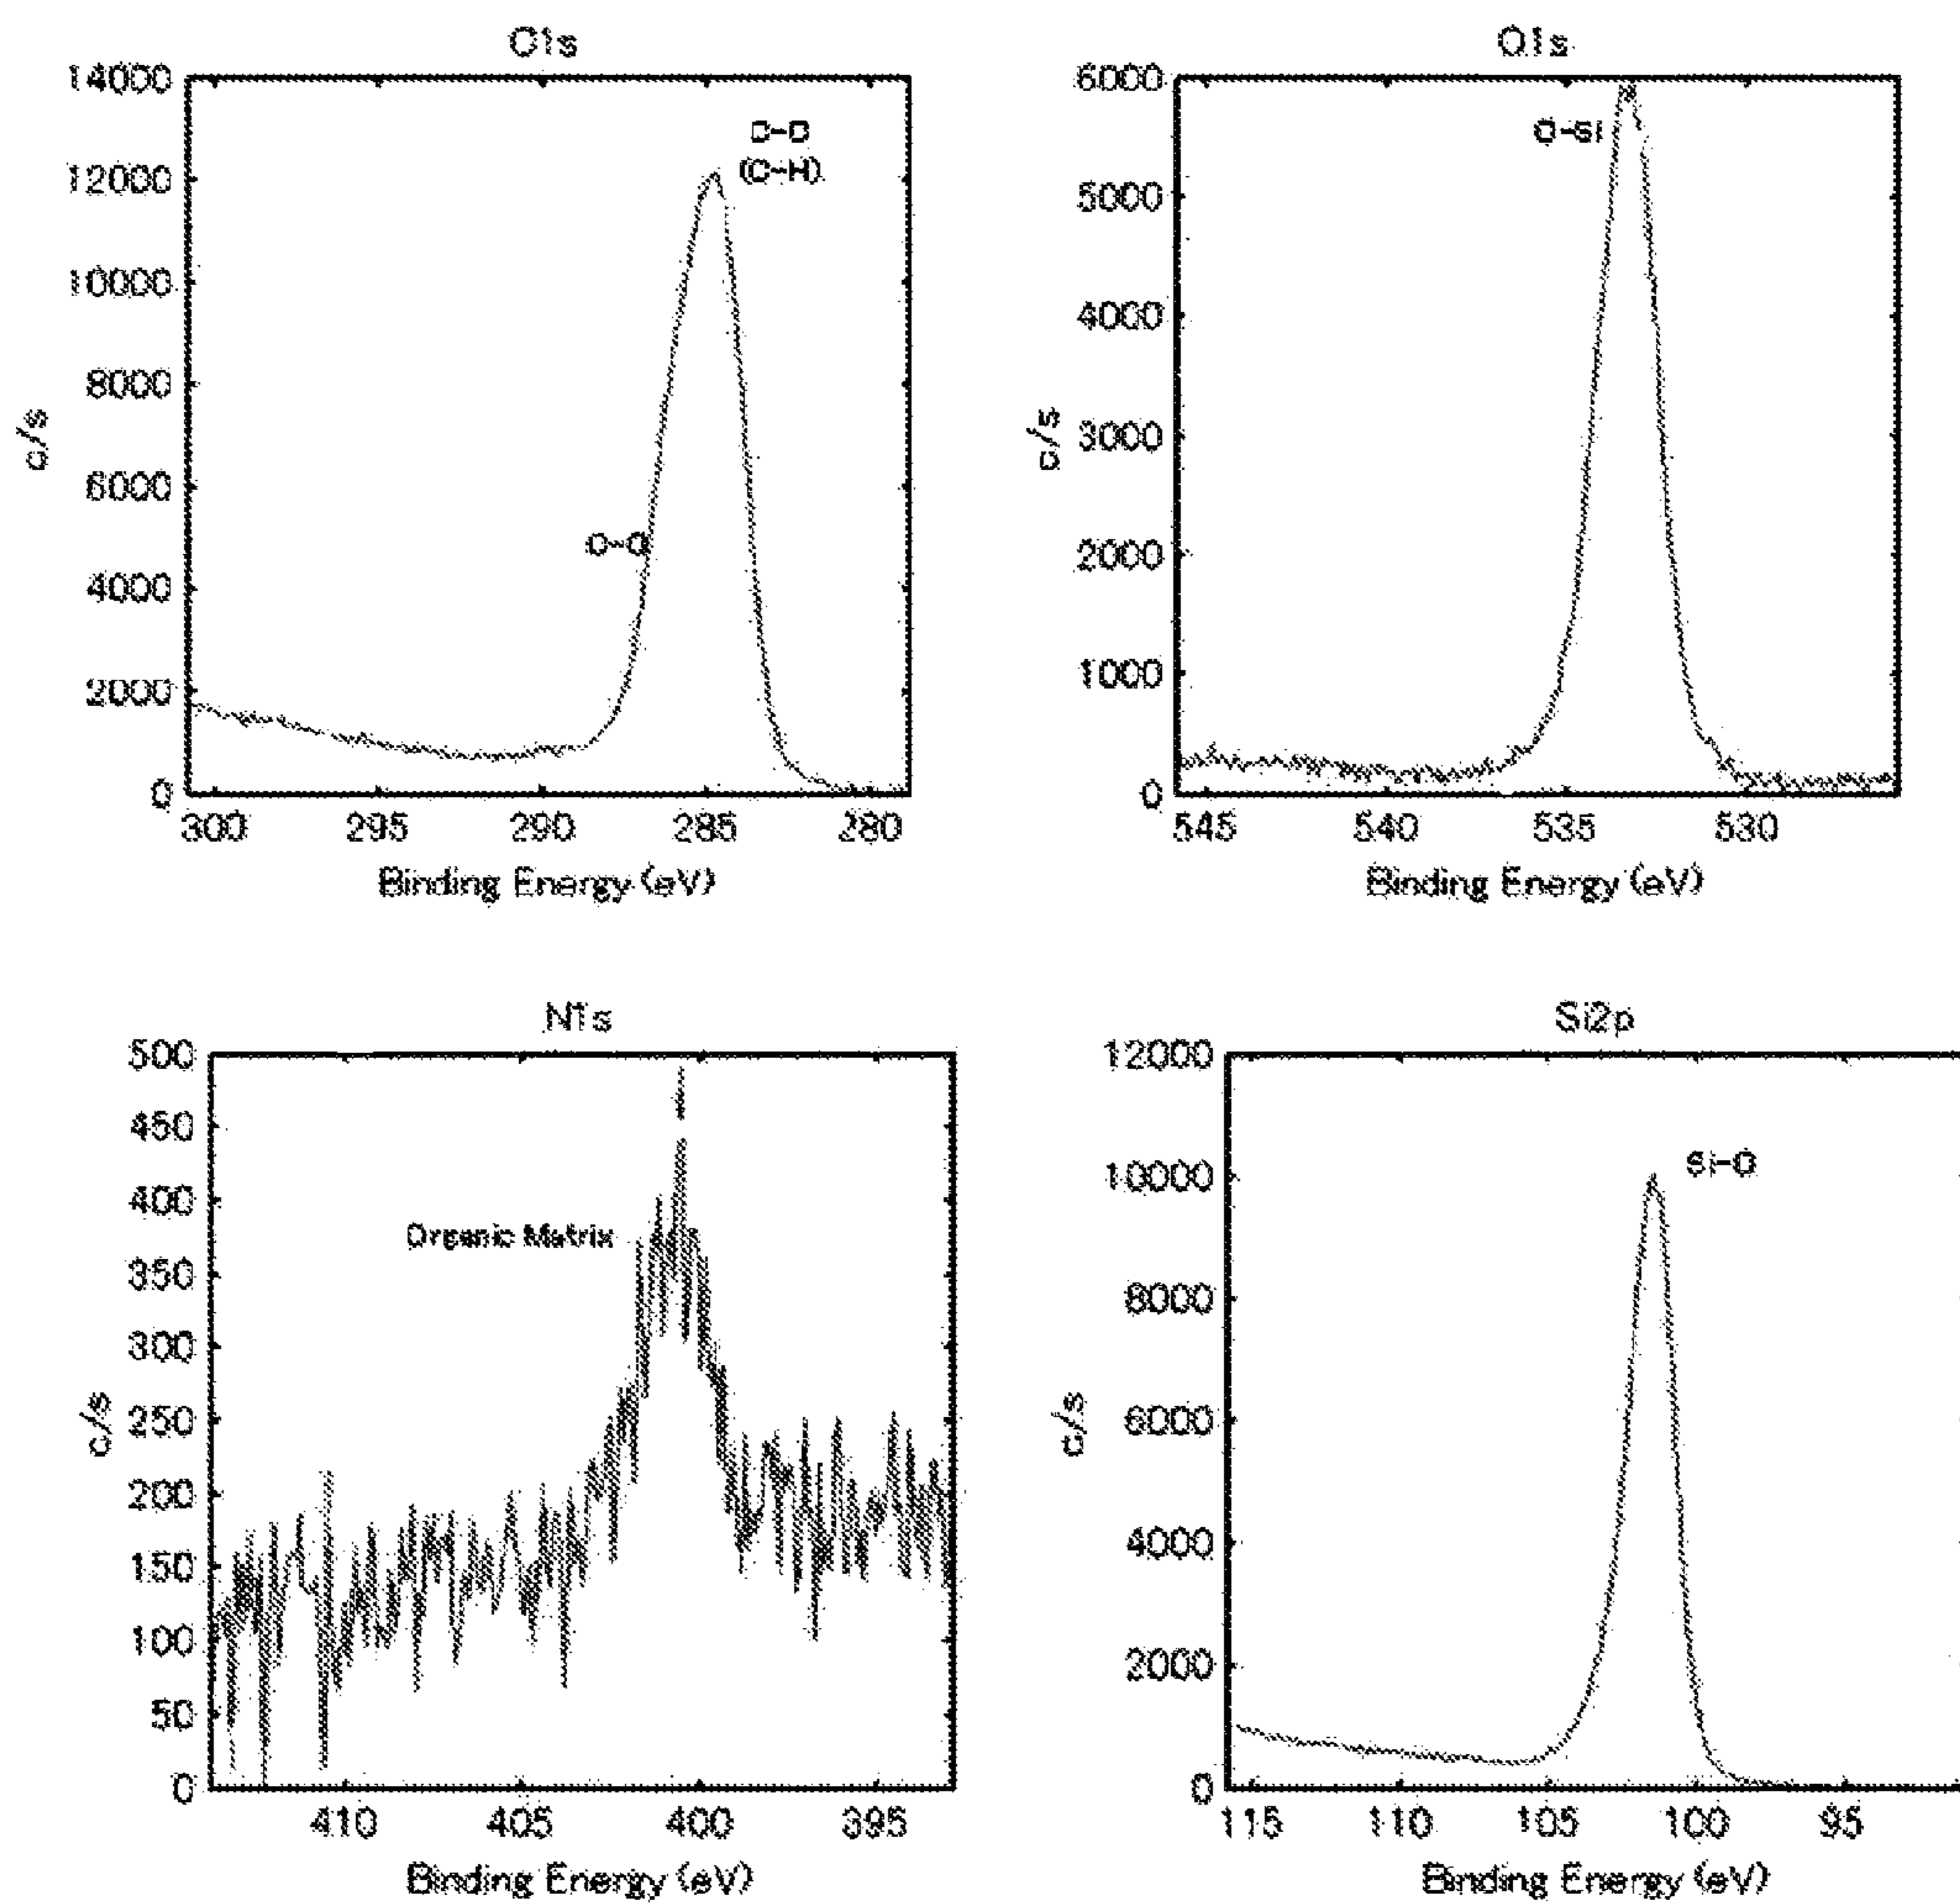 C1s
14000
12000
10000
8000
6000
4000
2000
0
c/s
C-C
(C-H)
C-O
300 295 290 285 280
Binding Energy (eV)
O1s
6000
5000
4000
3000
2000
1000
0
c/s
O-Si
545 540 535 530
Binding Energy (eV)
N1s
500
450
400
350
300
250
200
150
100
50
0
c/s
Organic Matrix
410 405 400 395
Binding Energy (eV)
Si2p
12000
10000
8000
6000
4000
2000
0
c/s
Si-O
115 110 105 100 95
Binding Energy (eV)